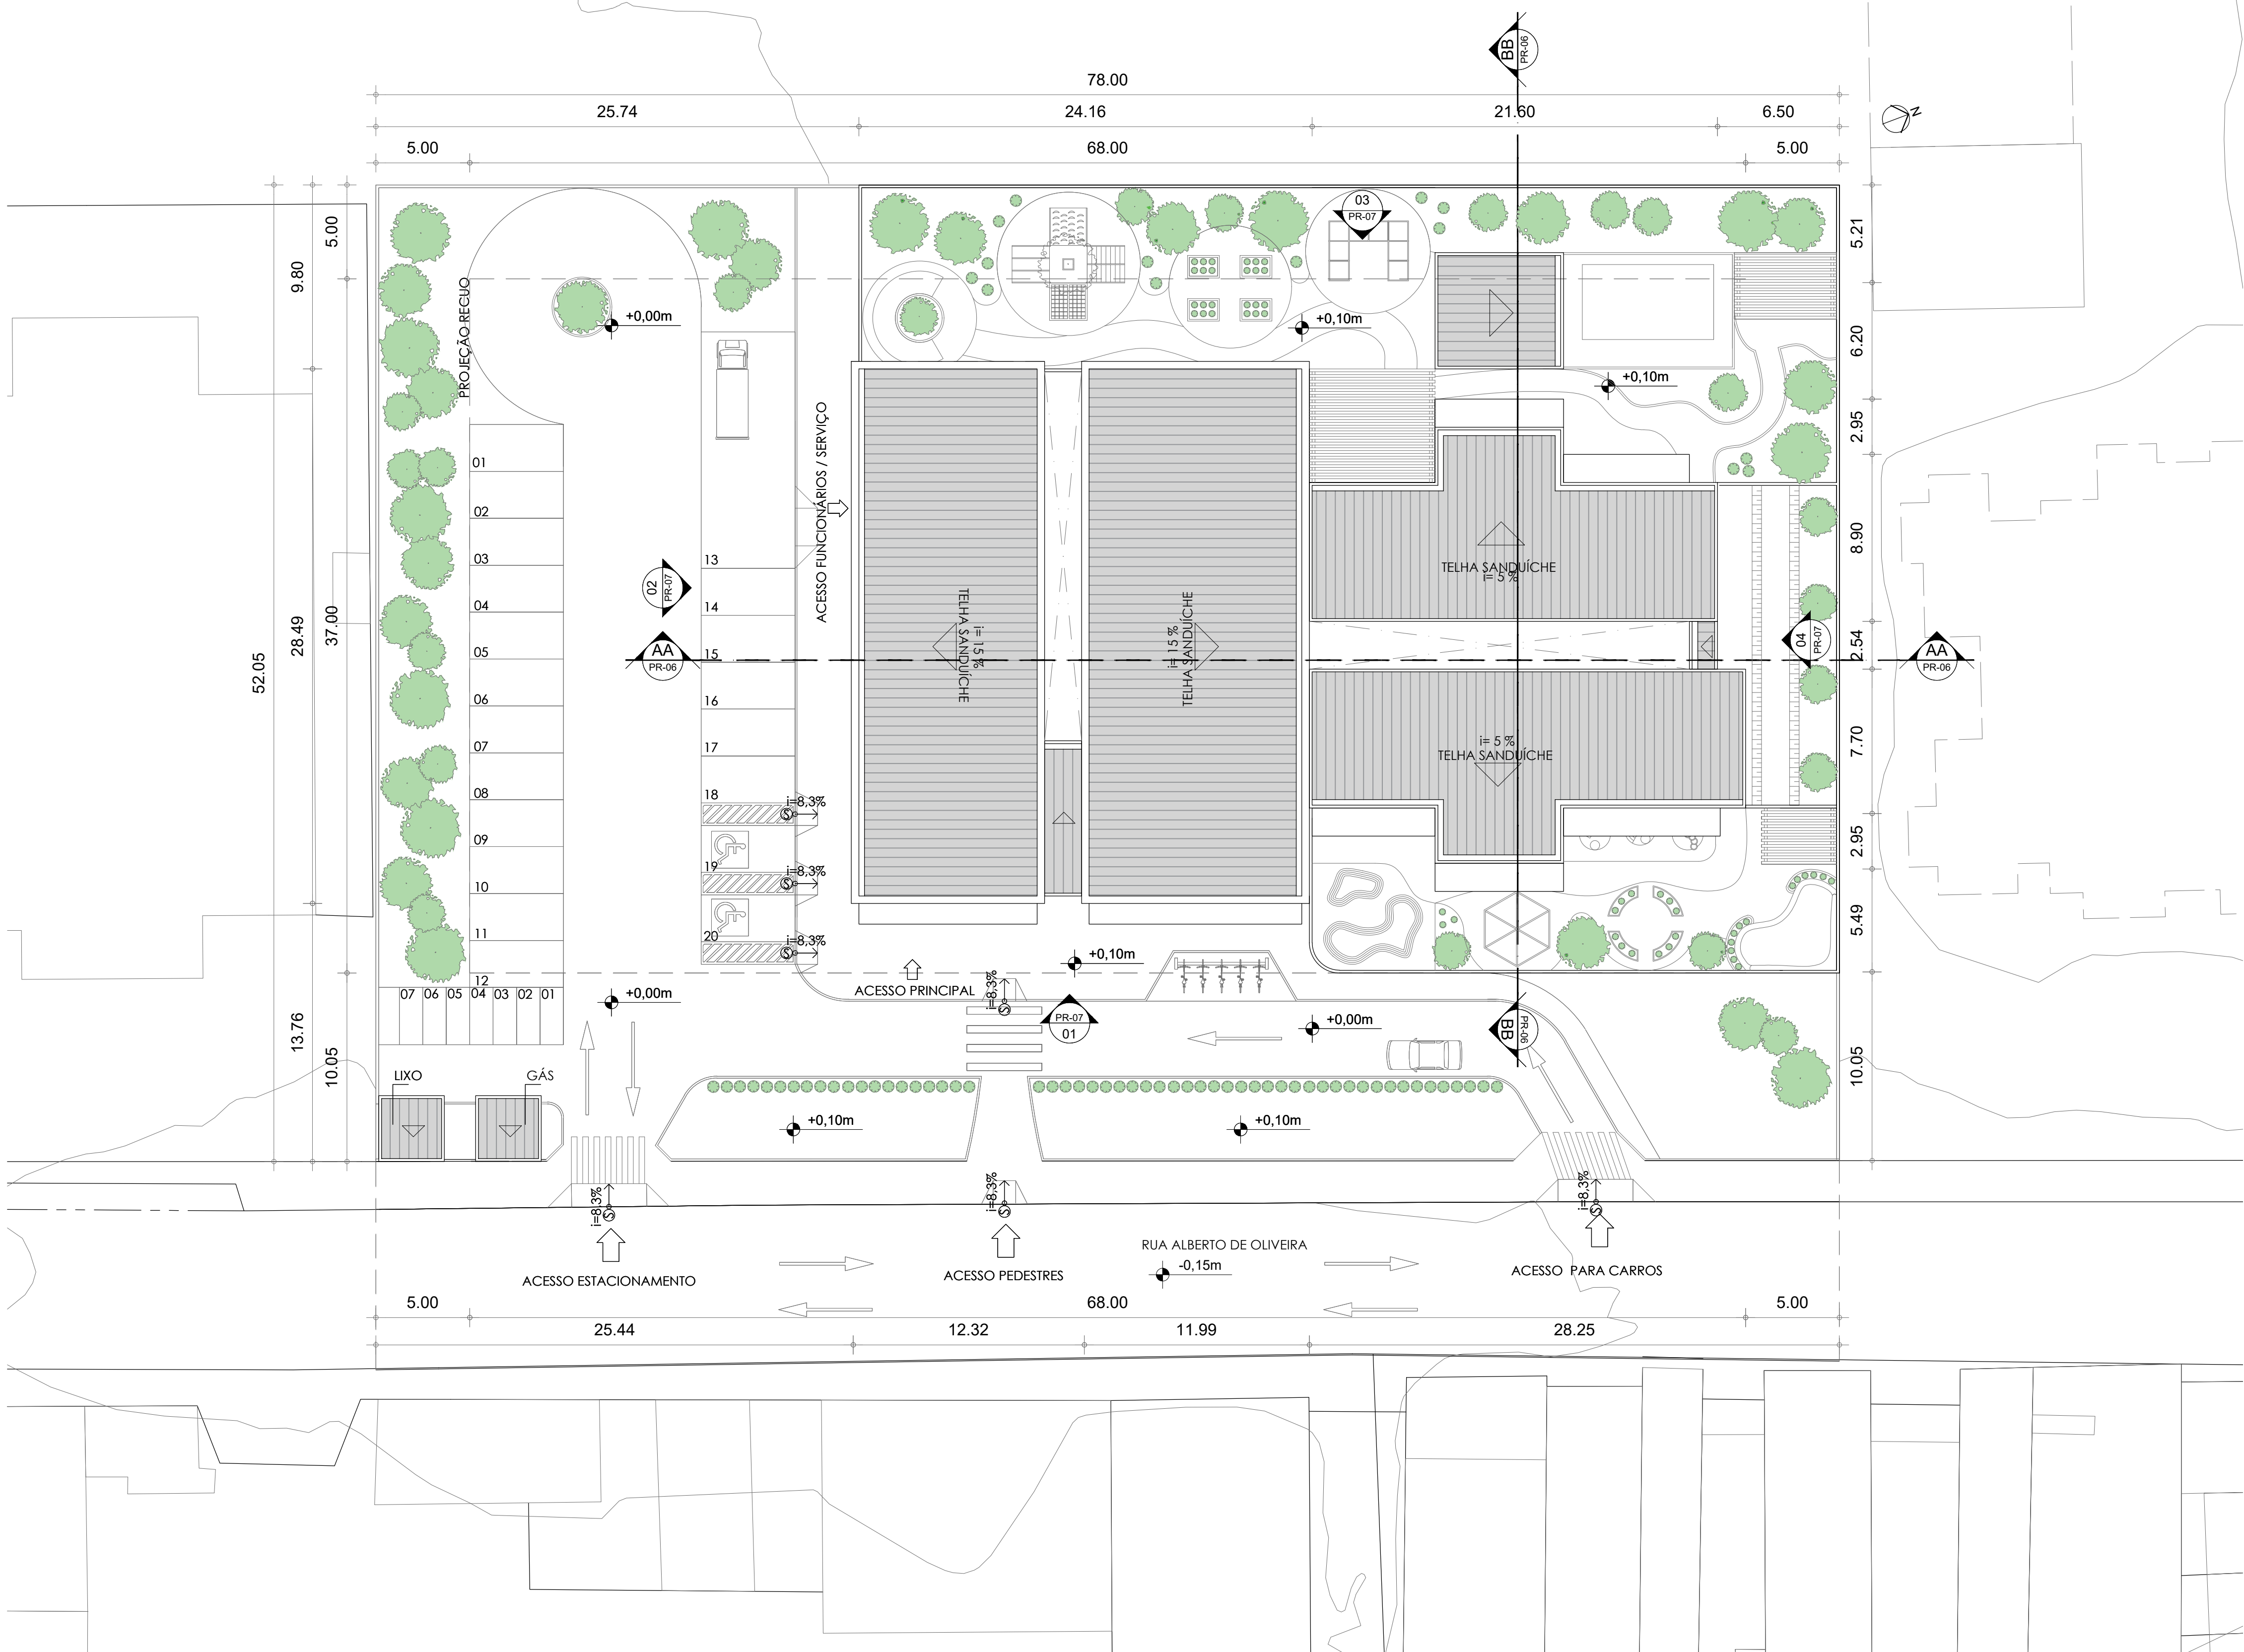 BB
PR-06
78.00
25.74
24.16
21.60
6.50
N
5.00
68.00
5.00
5.00
9.80
28.49
37.00
52.05
13.76
10.05
5.21
6.20
2.95
8.90
2.54
7.70
2.95
5.49
10.05
PROJEÇÃO RECUO
+0,00m
03
PR-07
+0,10m
+0,10m
ACESSO FUNCIONÁRIOS / SERVIÇO
01
02
03
04
05
06
07
08
09
10
11
12
13
14
15
16
17
18
19
20
02
PR-07
AA
PR-06
TELHA SANDUÍCHE
i= 15 %
i= 15 %
TELHA SANDUÍCHE
TELHA SANDUÍCHE
i= 5 %
i= 5 %
TELHA SANDUÍCHE
04
PR-07
AA
PR-06
i=8,3%
S
i=8,3%
S
i=8,3%
S
07 06 05 04 03 02 01
+0,00m
ACESSO PRINCIPAL
+0,10m
i=8,3%
S
PR-07
01
+0,00m
BB
PR-06
LIXO
GÁS
+0,10m
+0,10m
i=8,3%
S
i=8,3%
S
i=8,3%
S
ACESSO ESTACIONAMENTO
ACESSO PEDESTRES
RUA ALBERTO DE OLIVEIRA
-0,15m
ACESSO PARA CARROS
5.00
68.00
5.00
25.44
12.32
11.99
28.25